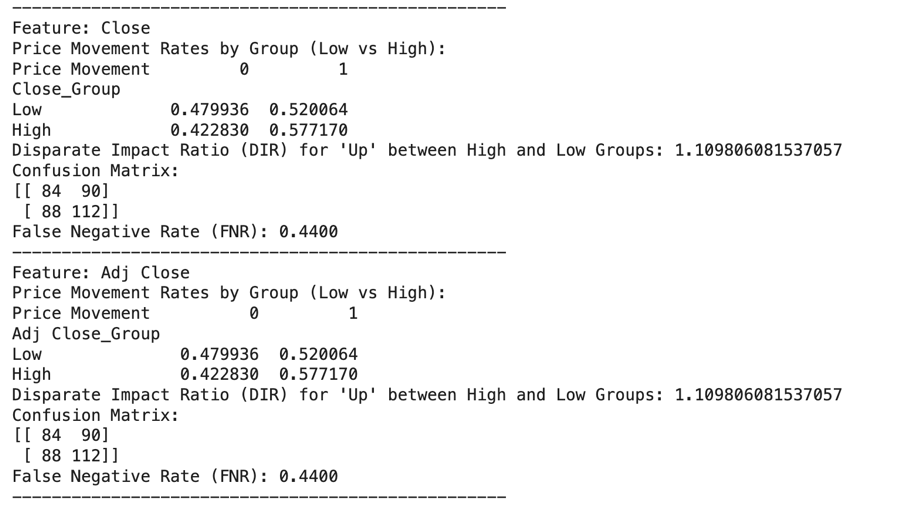 --------------------------------------------------
Feature: Close
Price Movement Rates by Group (Low vs High):
Price Movement         0         1
Close_Group
Low             0.479936  0.520064
High            0.422830  0.577170
Disparate Impact Ratio (DIR) for 'Up' between High and Low Groups: 1.109806081537057
Confusion Matrix:
[[ 84  90]
 [ 88 112]]
False Negative Rate (FNR): 0.4400
--------------------------------------------------
Feature: Adj Close
Price Movement Rates by Group (Low vs High):
Price Movement          0         1
Adj Close_Group
Low              0.479936  0.520064
High             0.422830  0.577170
Disparate Impact Ratio (DIR) for 'Up' between High and Low Groups: 1.109806081537057
Confusion Matrix:
[[ 84  90]
 [ 88 112]]
False Negative Rate (FNR): 0.4400
--------------------------------------------------